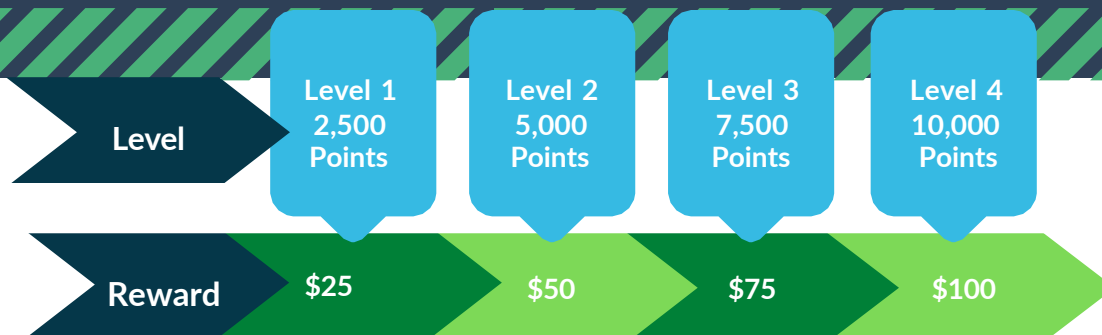 Level
Level 1
2,500
Points
Level 2
5,000
Points
Level 3
7,500
Points
Level 4
10,000
Points
Reward
$25
$50
$75
$100